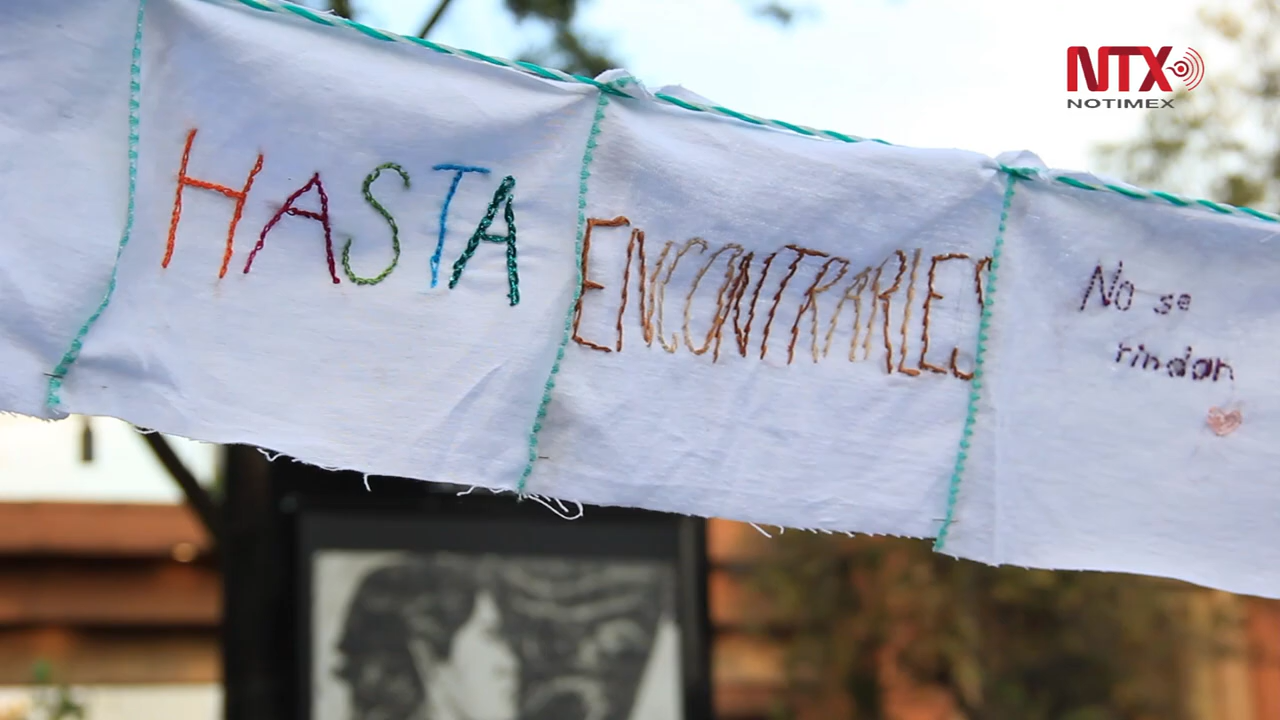 NTX
NOTIMEX
HASTA
ENCONTRARLES
No se
rindan